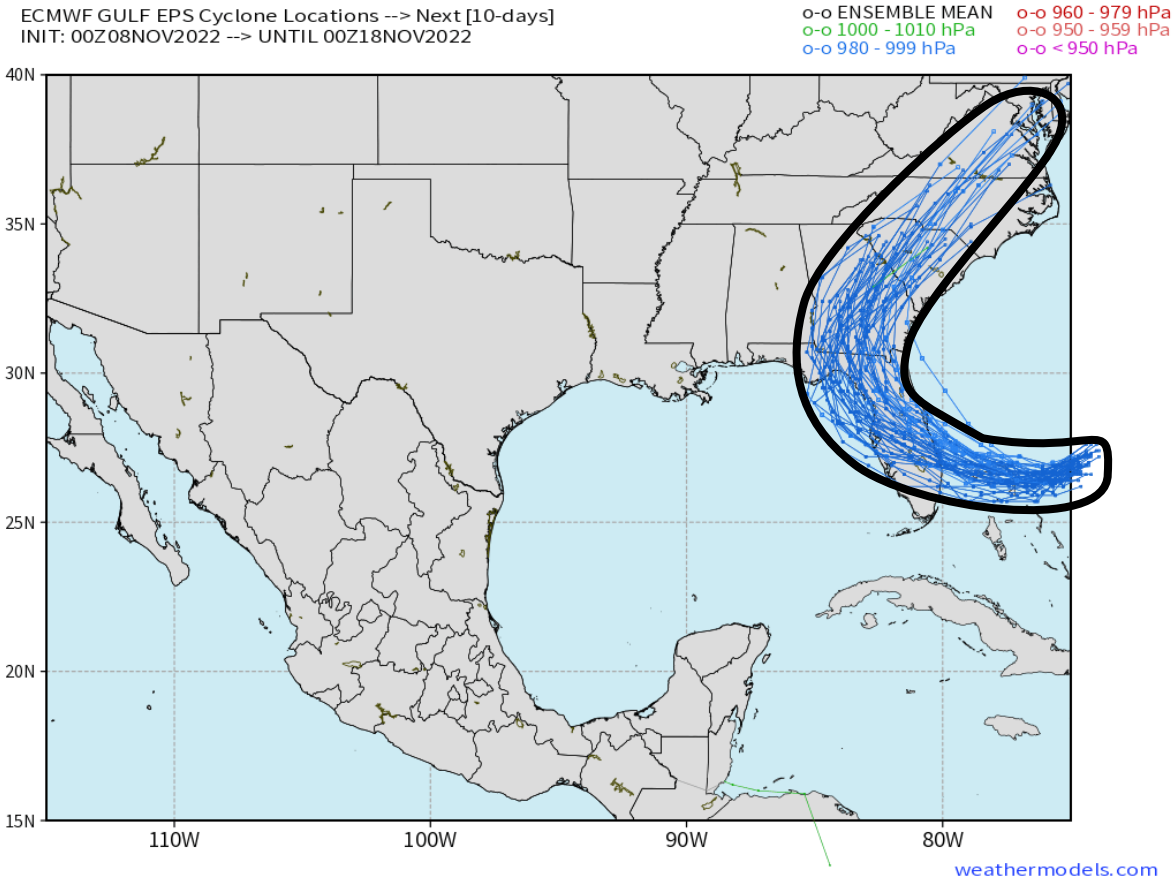 ECMWF GULF EPS Cyclone Locations --> Next [10-days]
INIT: 00Z08NOV2022 --> UNTIL 00Z18NOV2022
o-o ENSEMBLE MEAN o-o 960 - 979 hPa
o-o 1000 - 1010 hPa o-o 950 - 959 hPa
o-o 980 - 999 hPa o-o < 950 hPa
40N
35N
30N
25N
20N
15N
110W 100W 90W 80W
weathermodels.com